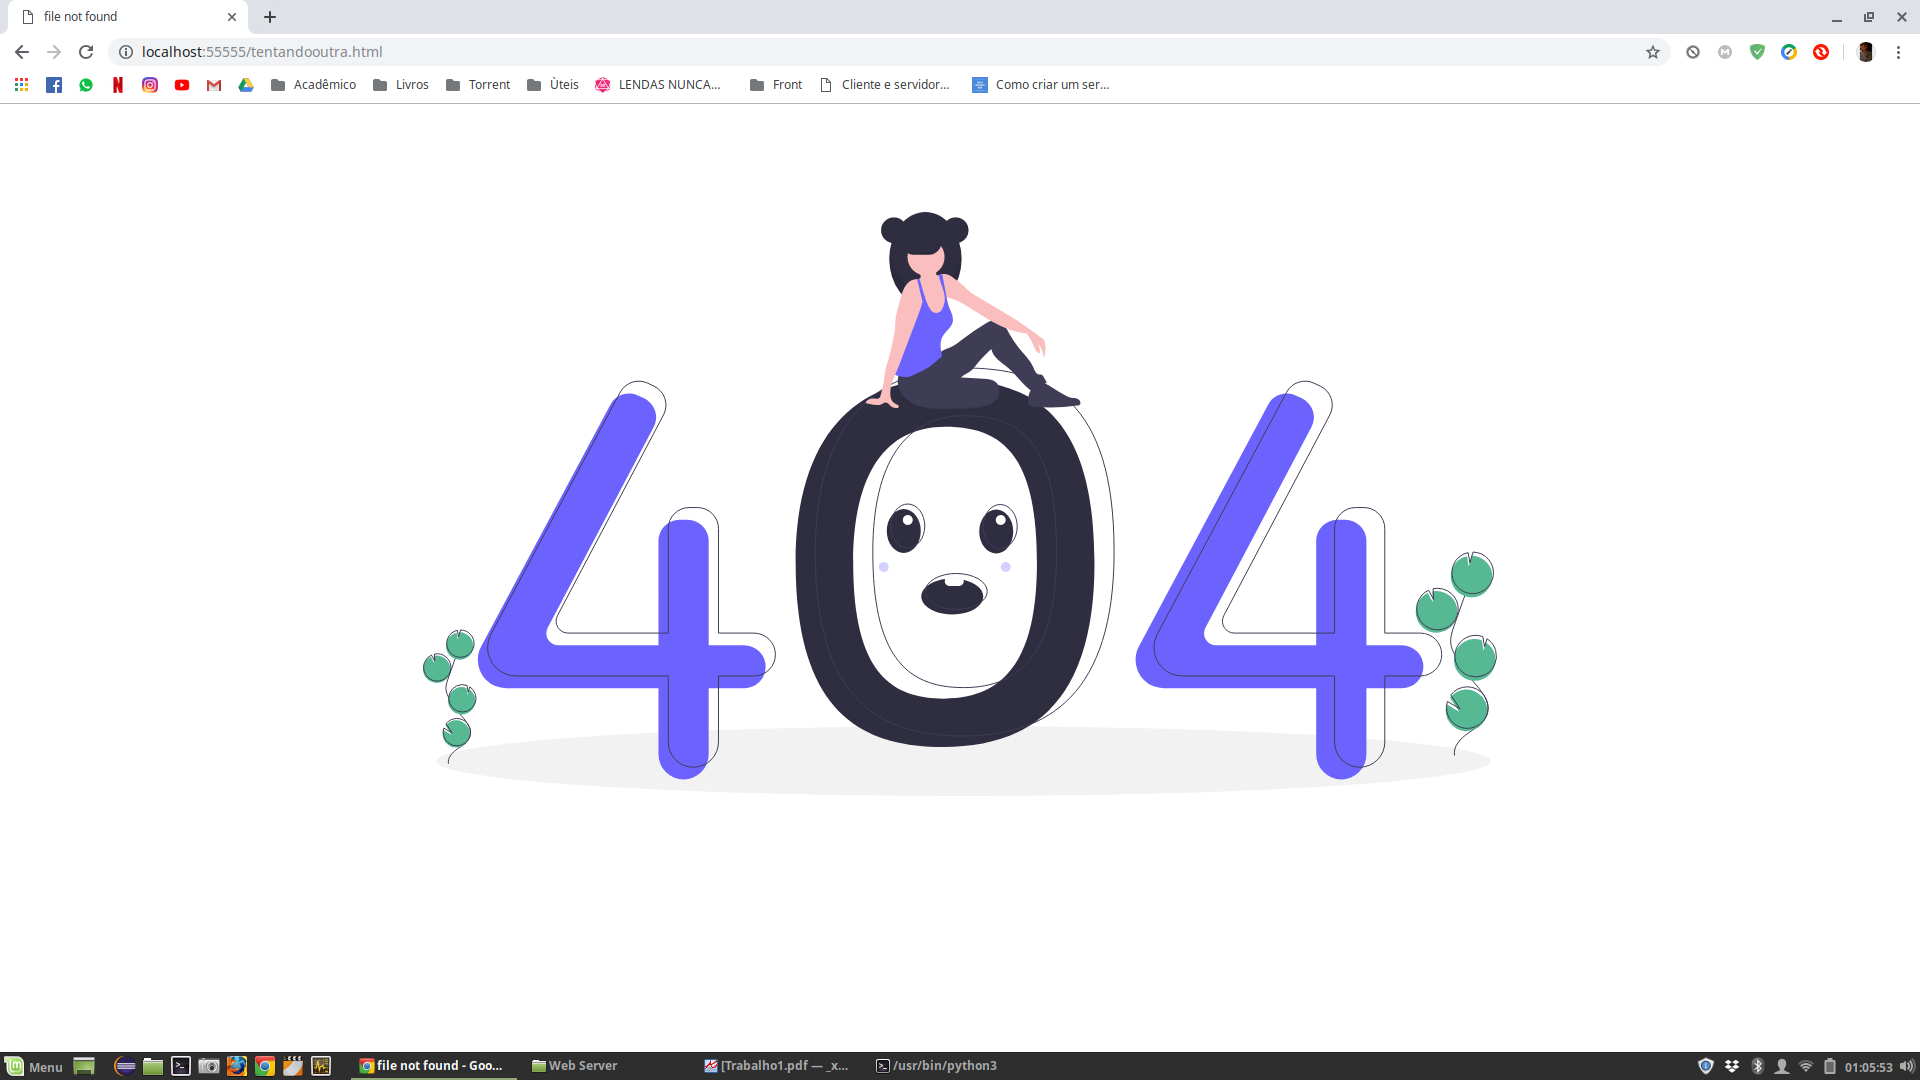 file not found
localhost:55555/tentandooutra.html
Acadêmico Livros Torrent Ùteis LENDAS NUNCA... Front Cliente e servidor... Como criar um ser...
404
Menu file not found - Goo... Web Server [Trabalho1.pdf — _x... /usr/bin/python3 01:05:53